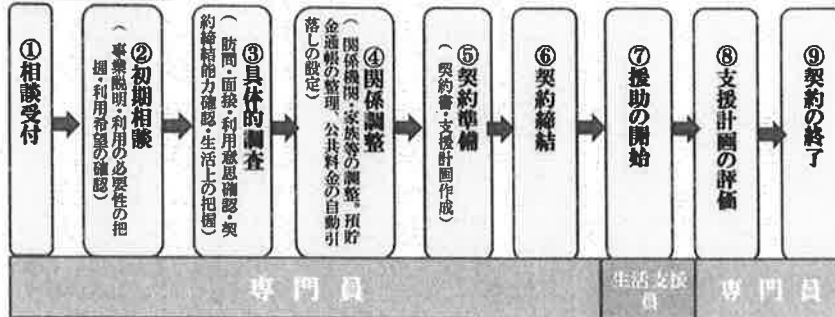 ①相談受付
②初期相談
(事業説明・利用の必要性の把
握・利用希望の確認)
③具体的調査
(訪問・面接・利用意思確認・契
約締結能力確認・生活上の把握)
④関係調整
(関係機関・家族等の調整。預貯
金通帳の整理、公共料金の自動引
落しの設定)
⑤契約準備
(契約書・支援計画作成)
⑥契約締結
⑦援助の開始
⑧支援計画の評価
⑨契約の終了
専門員
生活支援
員
専門員